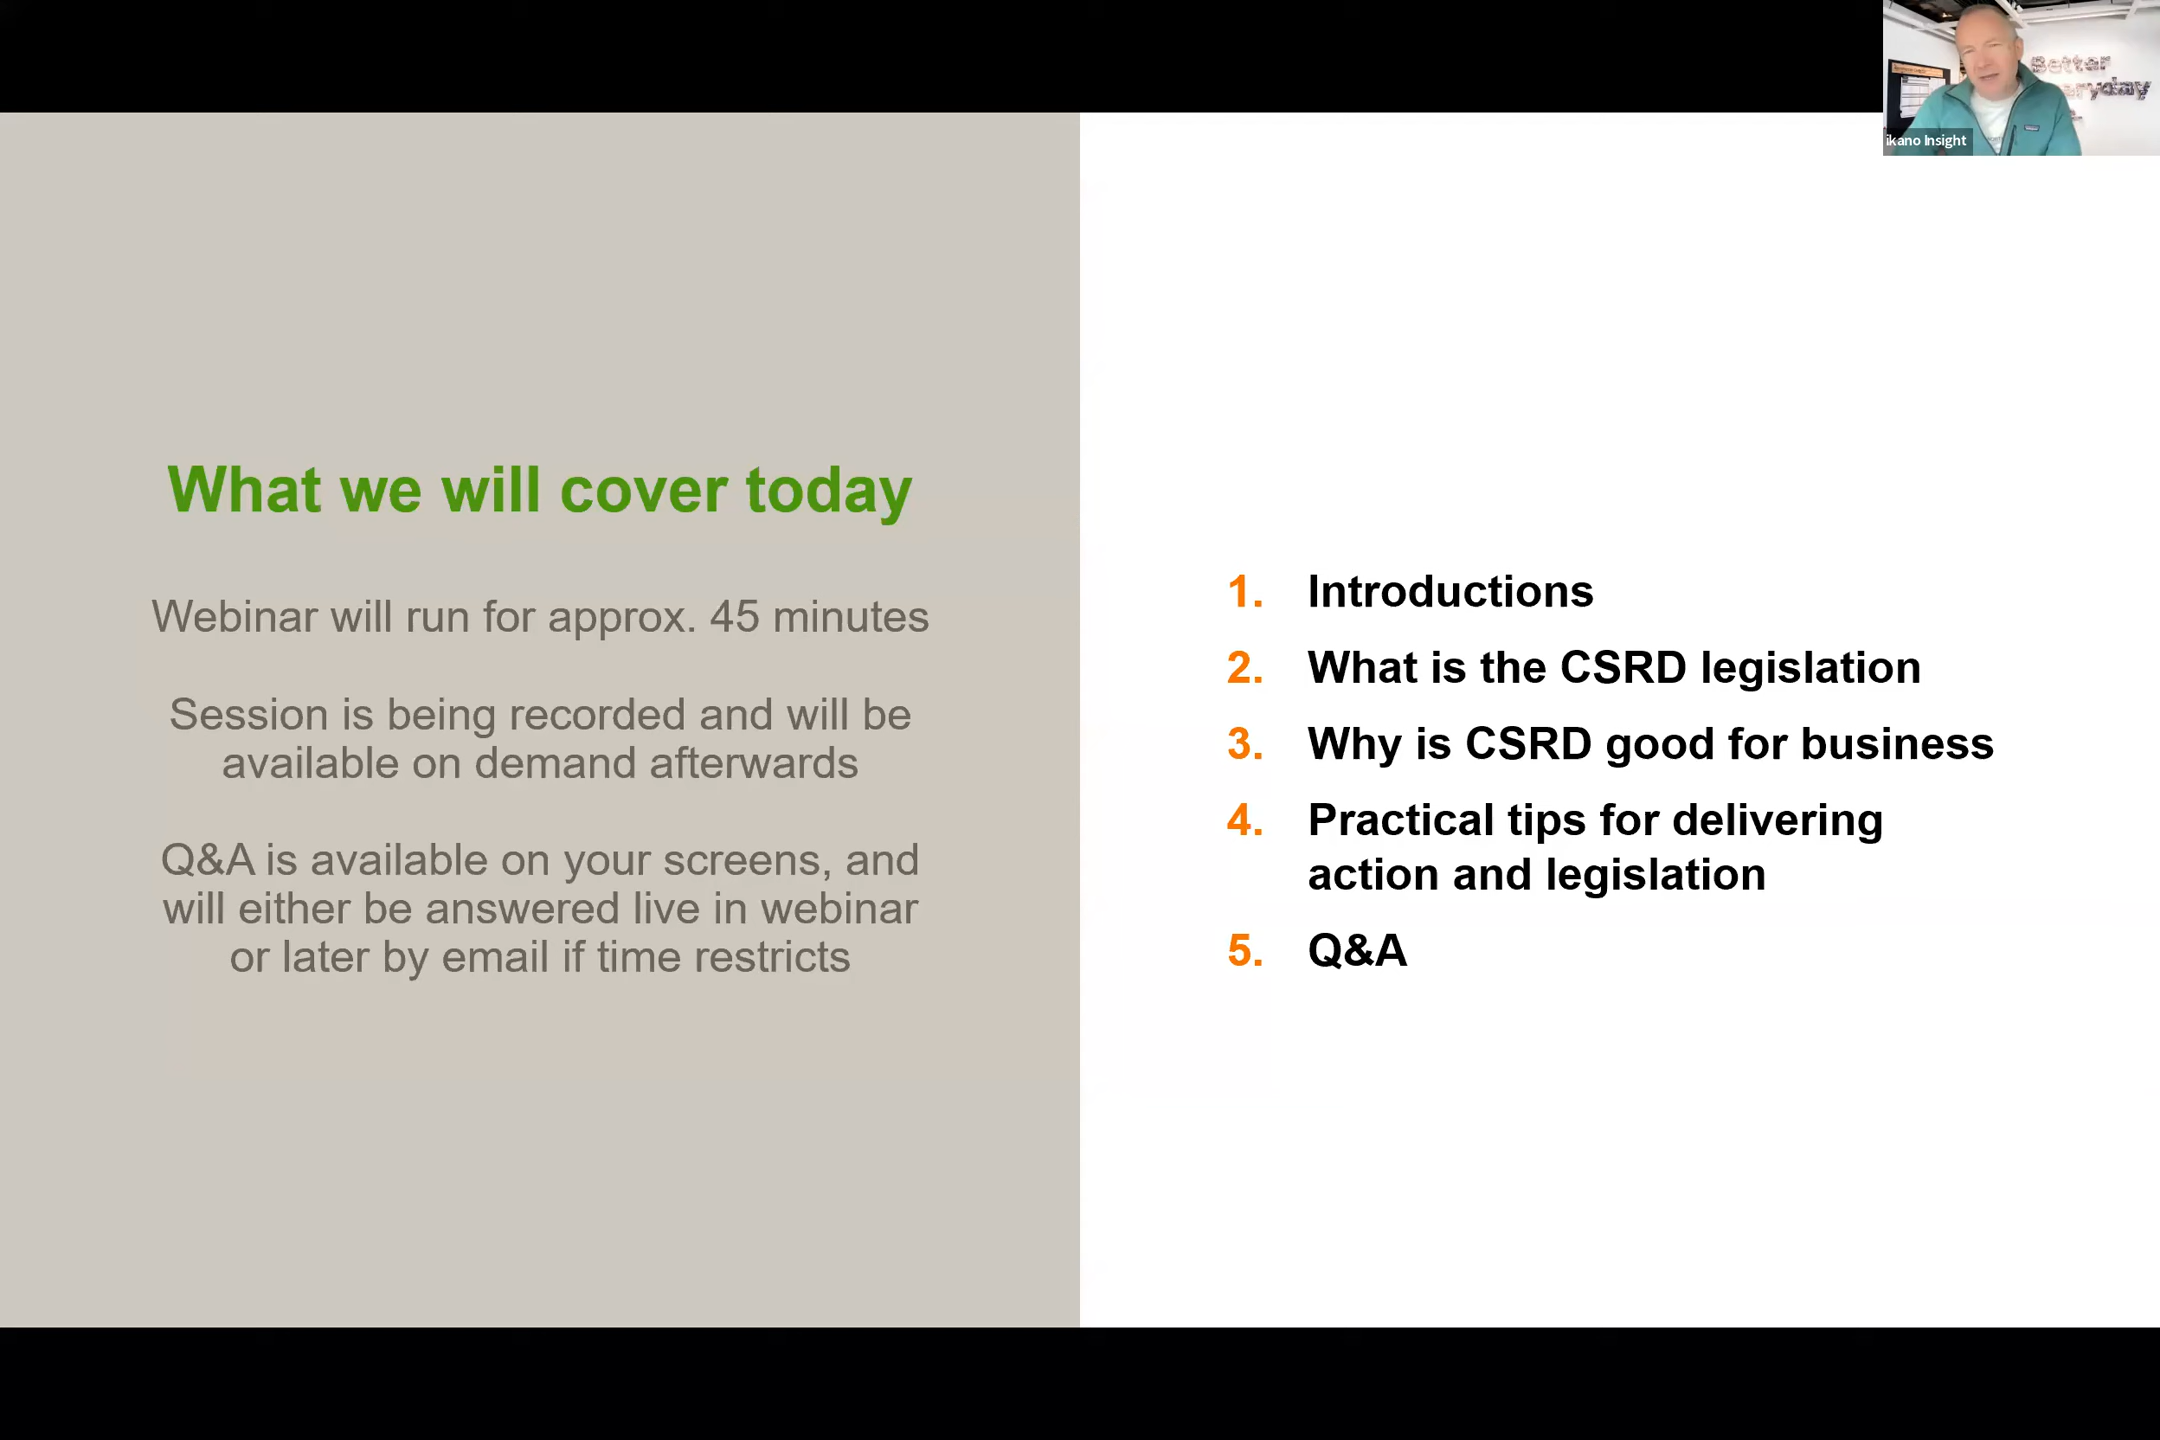 What we will cover today
Webinar will run for approx. 45 minutes
Session is being recorded and will be
available on demand afterwards
Q&A is available on your screens, and
will either be answered live in webinar
or later by email if time restricts
1. Introductions
2. What is the CSRD legislation
3. Why is CSRD good for business
4. Practical tips for delivering
action and legislation
5. Q&A
Better
ikano Insight